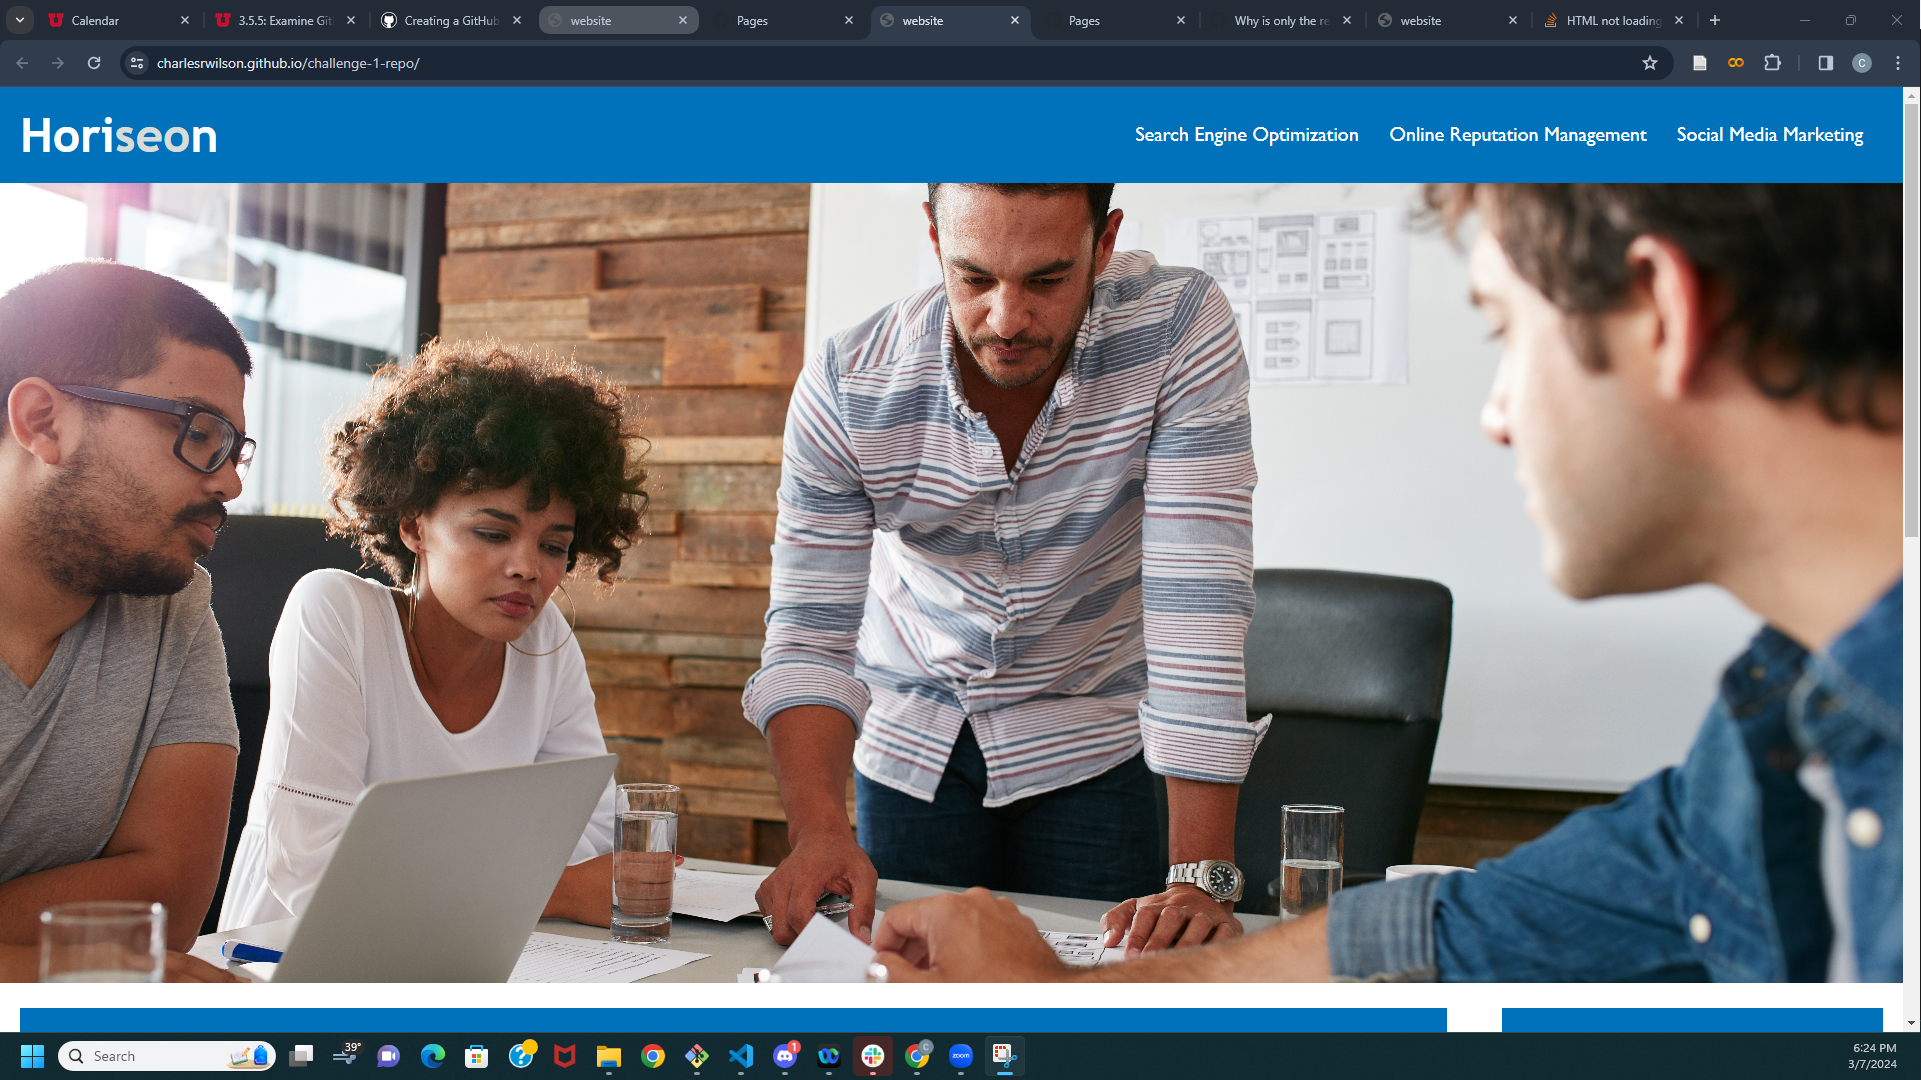 Calendar
3.5.5: Examine Git
Creating a GitHub
website
Pages
website
Pages
Why is only the re
website
HTML not loading
charlesrwilson.github.io/challenge-1-repo/
C
Horiseon
Search Engine Optimization
Online Reputation Management
Social Media Marketing
Search
39°
1
C
zoom
6:24 PM
3/7/2024